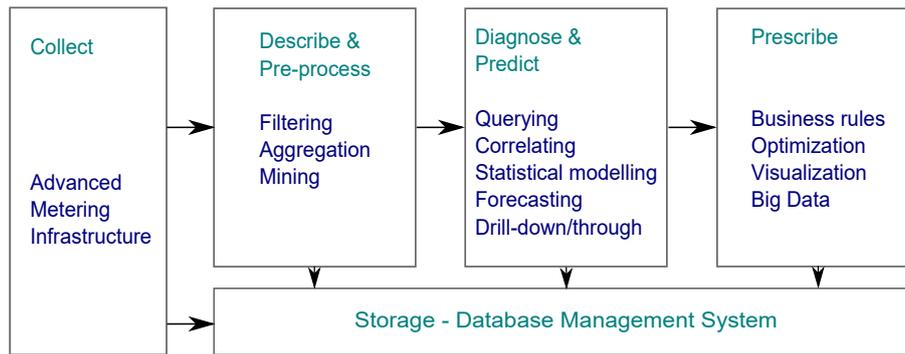 Collect
Advanced
Metering
Infrastructure
Describe &
Pre-process
Filtering
Aggregation
Mining
Diagnose &
Predict
Querying
Correlating
Statistical modelling
Forecasting
Drill-down/through
Prescribe
Business rules
Optimization
Visualization
Big Data
Storage - Database Management System